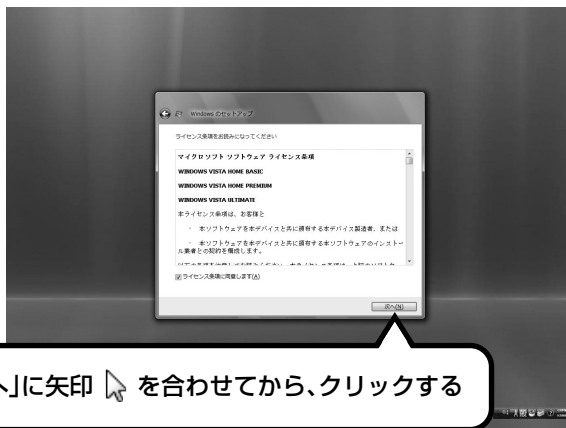 Windows のセットアップ
ライセンス条項をお読みになってください
マイクロソフト ソフトウェア ライセンス条項
WINDOWS VISTA HOME BASIC
WINDOWS VISTA HOME PREMIUM
WINDOWS VISTA ULTIMATE
本ライセンス条項は、お客様と
・ 本ソフトウェアを本デバイスと共に頒布する本デバイス製造者、または
・ 本ソフトウェアを本デバイスと共に頒布する本ソフトウェアのインストー
ル業者との契約を構成します。
ライセンス条項に同意します(A)
次へ(N)
」に矢印 を合わせてから、クリックする